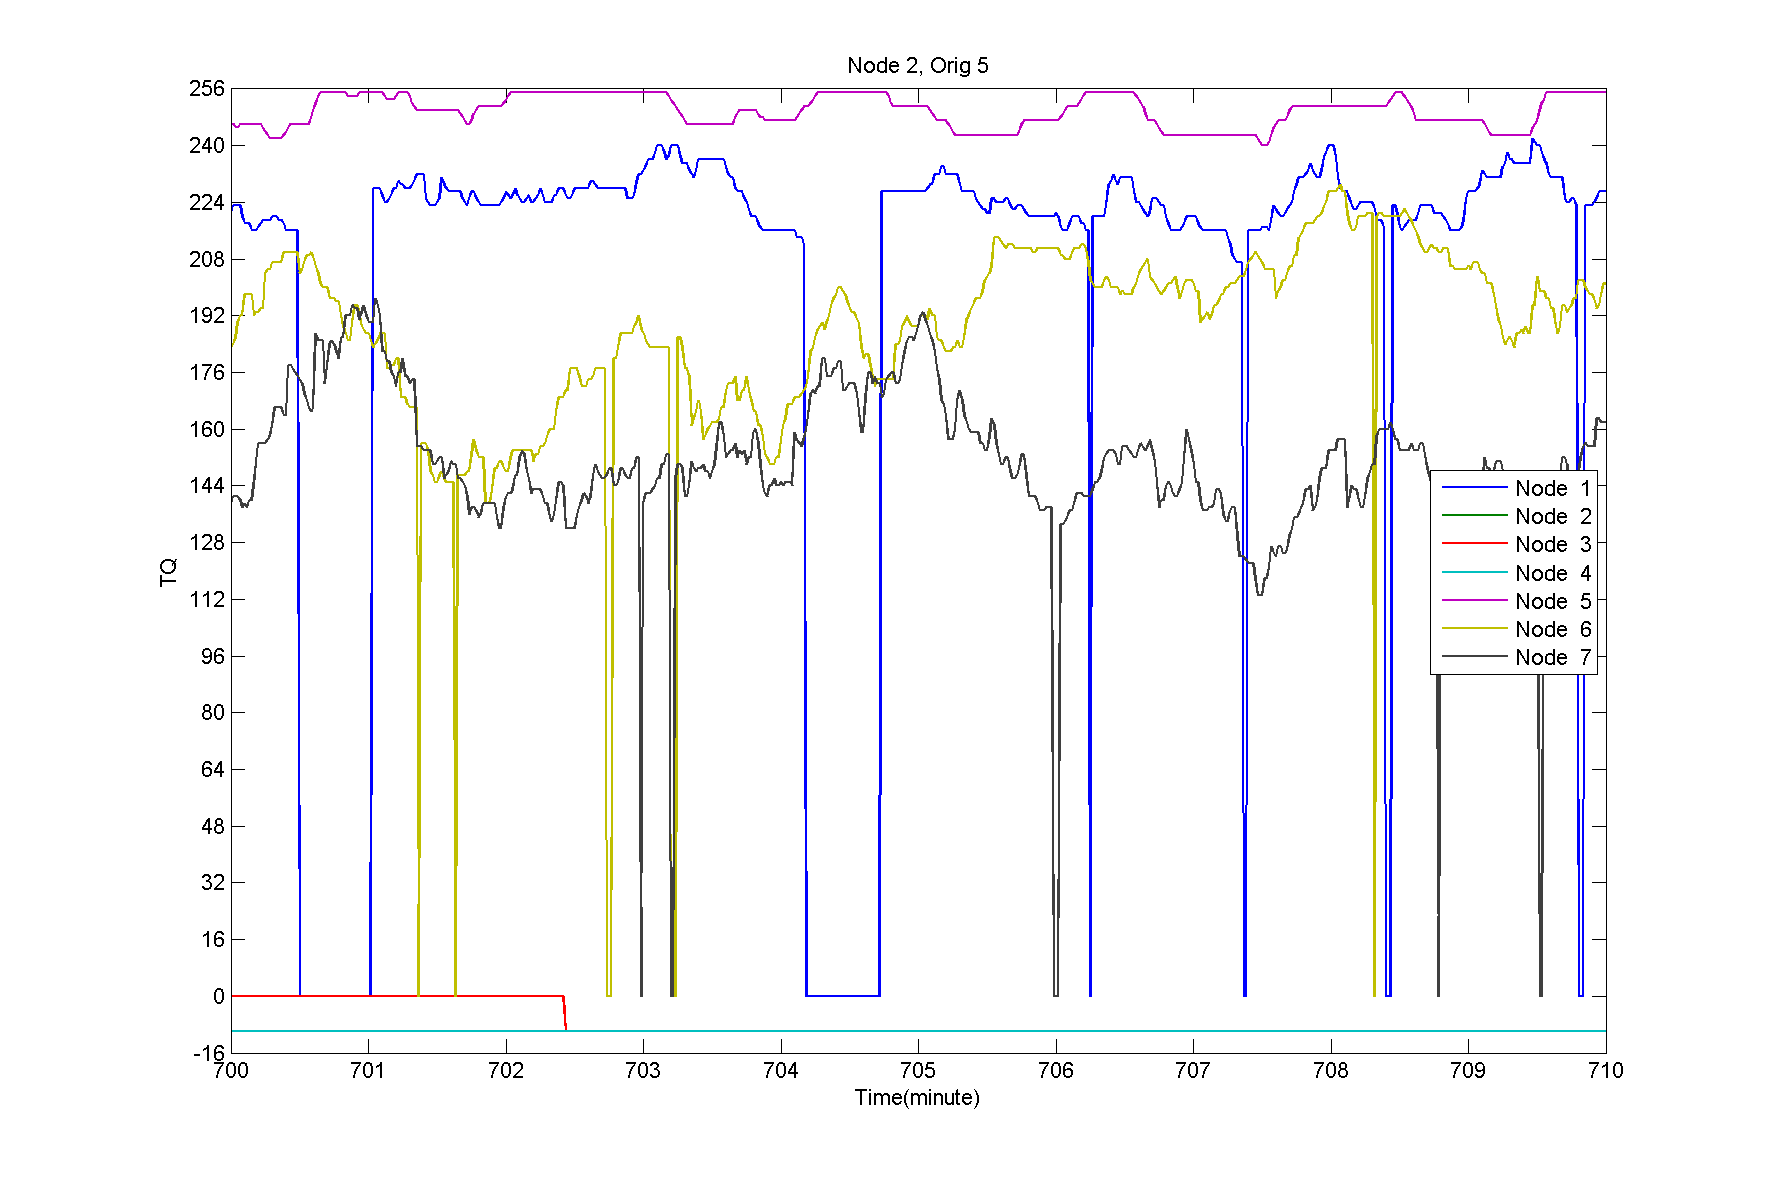 Node 2, Orig 5
256
240
224
208
192
176
160
144
128
112
96
80
64
48
32
16
0
-16
TQ
Node 1
Node 2
Node 3
Node 4
Node 5
Node 6
Node 7
700 701 702 703 704 705 706 707 708 709 710
Time(minute)